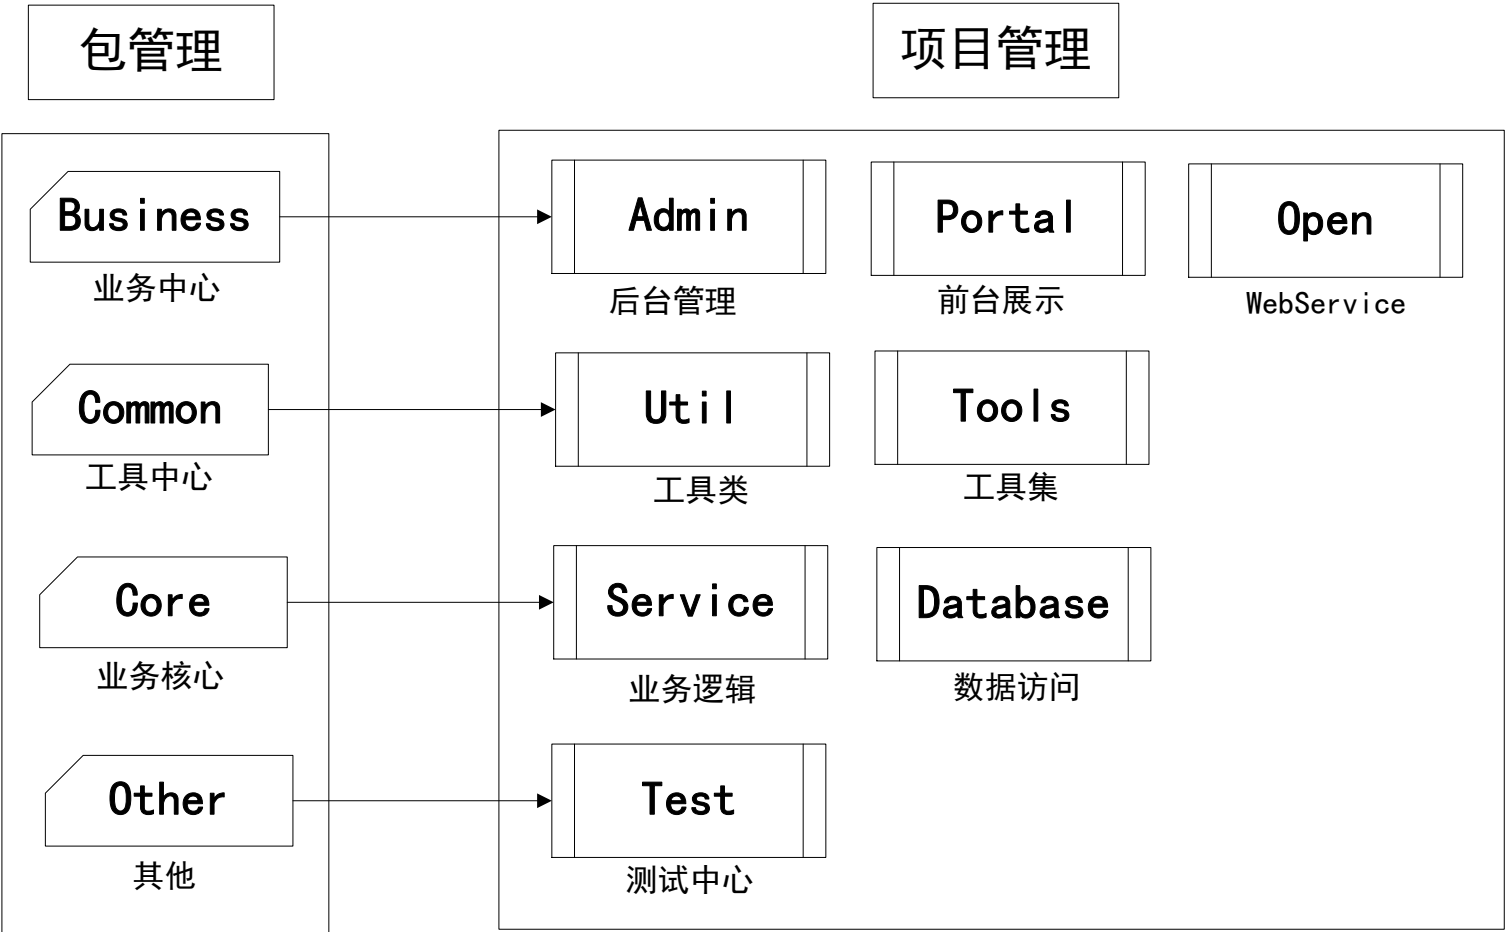 包管理
项目管理
Business
业务中心
Admin
后台管理
Portal
前台展示
Open
WebService
Common
工具中心
Util
工具类
Tools
工具集
Core
业务核心
Service
业务逻辑
Database
数据访问
Other
其他
Test
测试中心